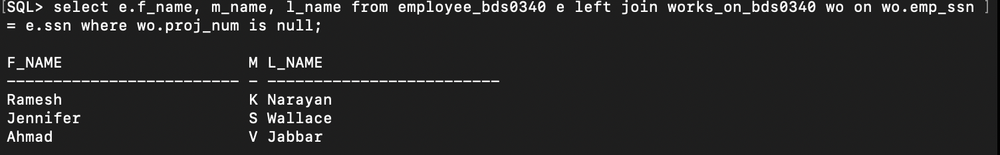 [SQL> select e.f_name, m_name, l_name from employee_bds0340 e left join works_on_bds0340 wo on wo.emp_ssn ]
= e.ssn where wo.proj_num is null;

F_NAME                    M L_NAME
------------------------- - -------------------------
Ramesh                    K Narayan
Jennifer                  S Wallace
Ahmad                     V Jabbar